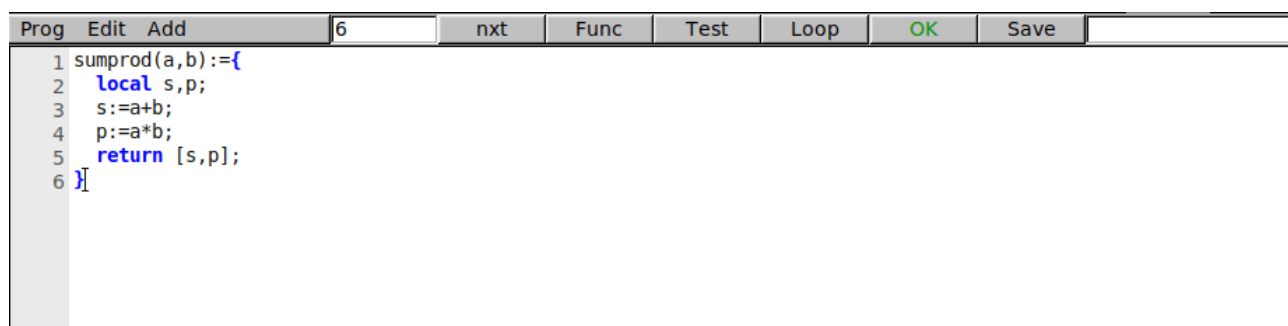 Prog Edit Add 6 nxt Func Test Loop OK Save
1 sumprod(a,b):={
2   local s,p;
3   s:=a+b;
4   p:=a*b;
5   return [s,p];
6 }